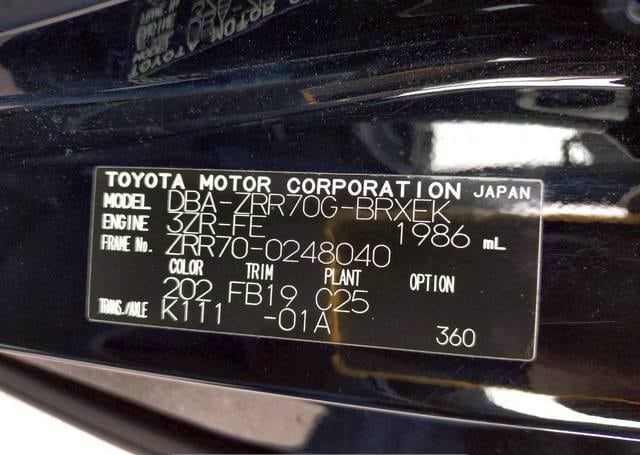 TOYOTA MOTOR CORPORATION JAPAN
MODEL DBA-ZRR70G-BRXEK
ENGINE 3ZR-FE 1986 mL
FRAME No. ZRR70-0248040
COLOR TRIM PLANT OPTION
202 FB19 C25
TRANS./AXLE K111 -01A
360